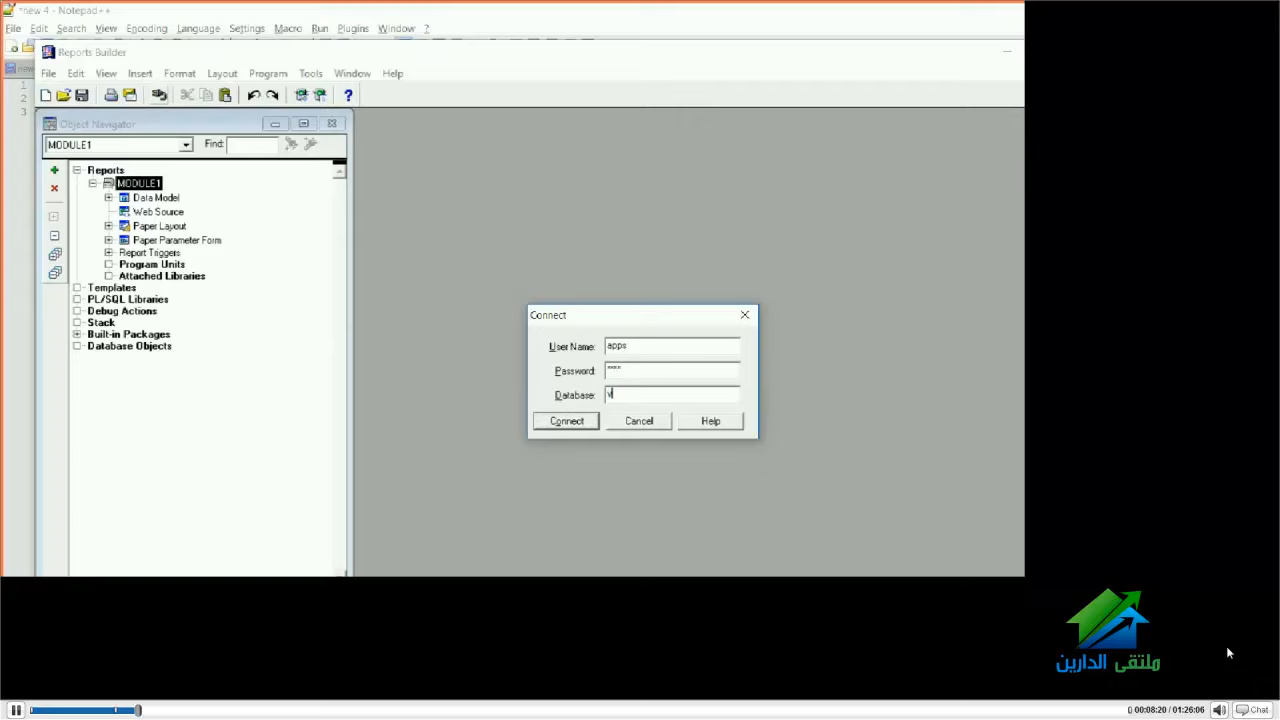 *new 4 - Notepad++
File Edit Search View Encoding Language Settings Macro Run Plugins Window ?
Reports Builder
File Edit View Insert Format Layout Program Tools Window Help
new
1
2
3
Object Navigator
MODULE1
Find:
Reports
MODULE1
Data Model
Web Source
Paper Layout
Paper Parameter Form
Report Triggers
Program Units
Attached Libraries
Templates
PL/SQL Libraries
Debug Actions
Stack
Built-in Packages
Database Objects
Connect
User Name: apps
Password: ****
Database: v
Connect Cancel Help
ملتقى الدارين
00:08:20 / 01:26:06 Chat